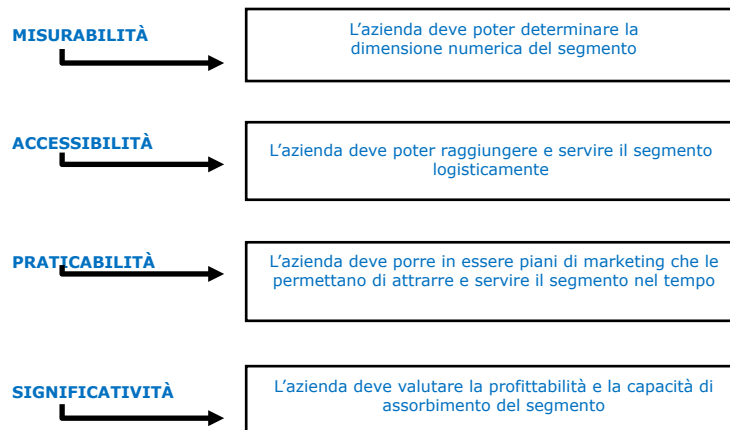 MISURABILITÀ
L'azienda deve poter determinare la
dimensione numerica del segmento
ACCESSIBILITÀ
L'azienda deve poter raggiungere e servire il segmento
logisticamente
PRATICABILITÀ
L'azienda deve porre in essere piani di marketing che le
permettano di attrarre e servire il segmento nel tempo
SIGNIFICATIVITÀ
L'azienda deve valutare la profittabilità e la capacità di
assorbimento del segmento